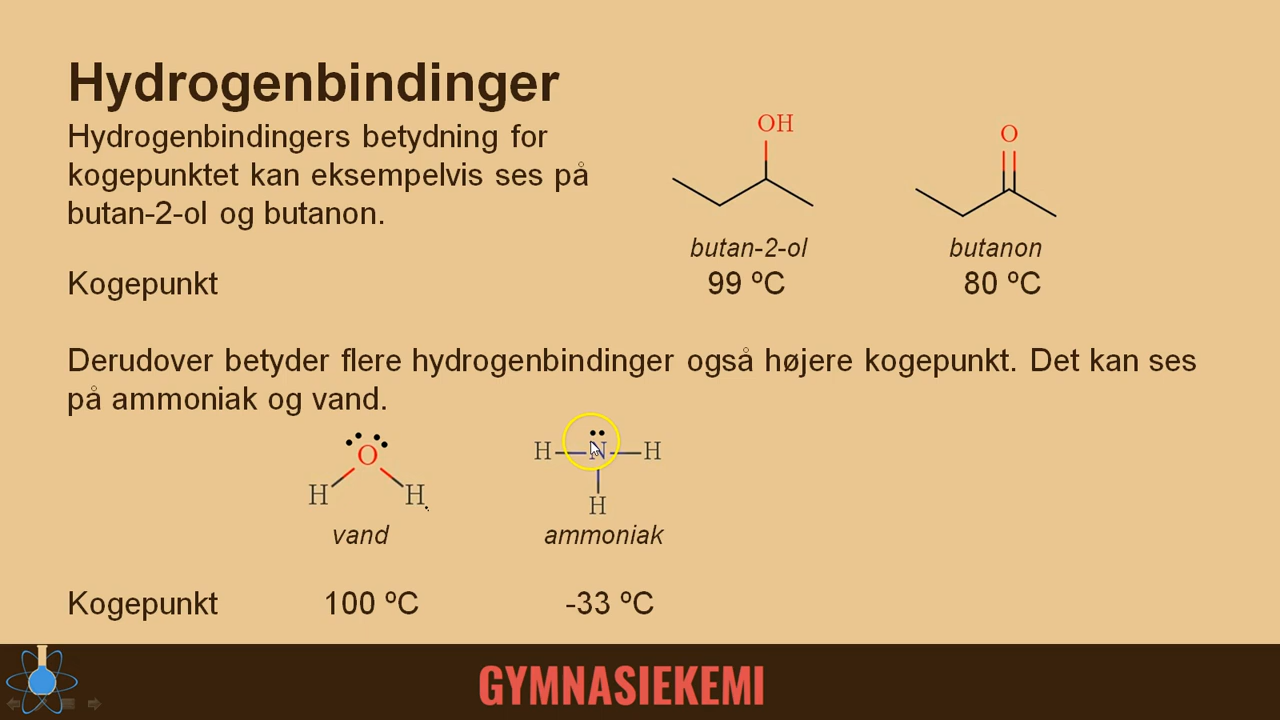 Hydrogenbindinger
Hydrogenbindingers betydning for
kogepunktet kan eksempelvis ses på
butan-2-ol og butanon.
OH
O
butan-2-ol
butanon
Kogepunkt
99 ºC
80 ºC
Derudover betyder flere hydrogenbindinger også højere kogepunkt. Det kan ses
på ammoniak og vand.
O
H
H
H N H
H
vand
ammoniak
Kogepunkt
100 ºC
-33 ºC
GYMNASIEKEMI